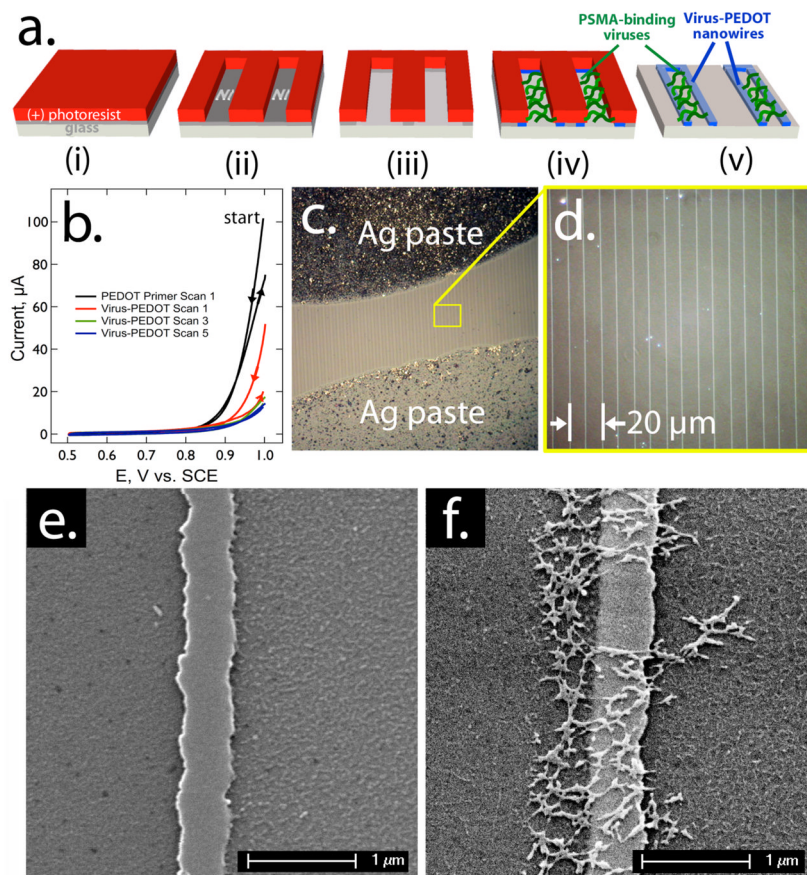 a.
PSMA-binding
viruses
Virus-PEDOT
nanowires
(+) photoresist
glass
Ni
Ni
(i)
(ii)
(iii)
(iv)
(v)
b.
start
100
80
60
40
20
0
Current, µA
PEDOT Primer Scan 1
Virus-PEDOT Scan 1
Virus-PEDOT Scan 3
Virus-PEDOT Scan 5
0.5
0.6
0.7
0.8
0.9
1.0
E, V vs. SCE
c.
Ag paste
Ag paste
d.
20 µm
e.
1 µm
f.
1 µm